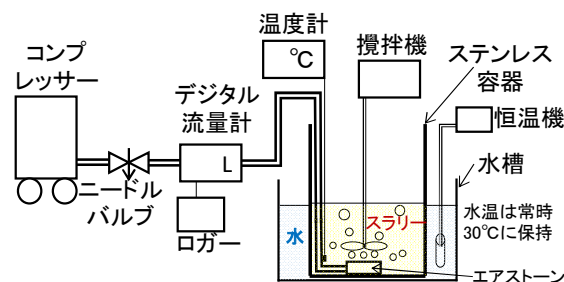 コンプ
レッサー
ニードル
バルブ
デジタル
流量計
L
ロガー
温度計
℃
攪拌機
ステンレス
容器
恒温機
水槽
水温は常時
30℃に保持
水
スラリー
エアストーン